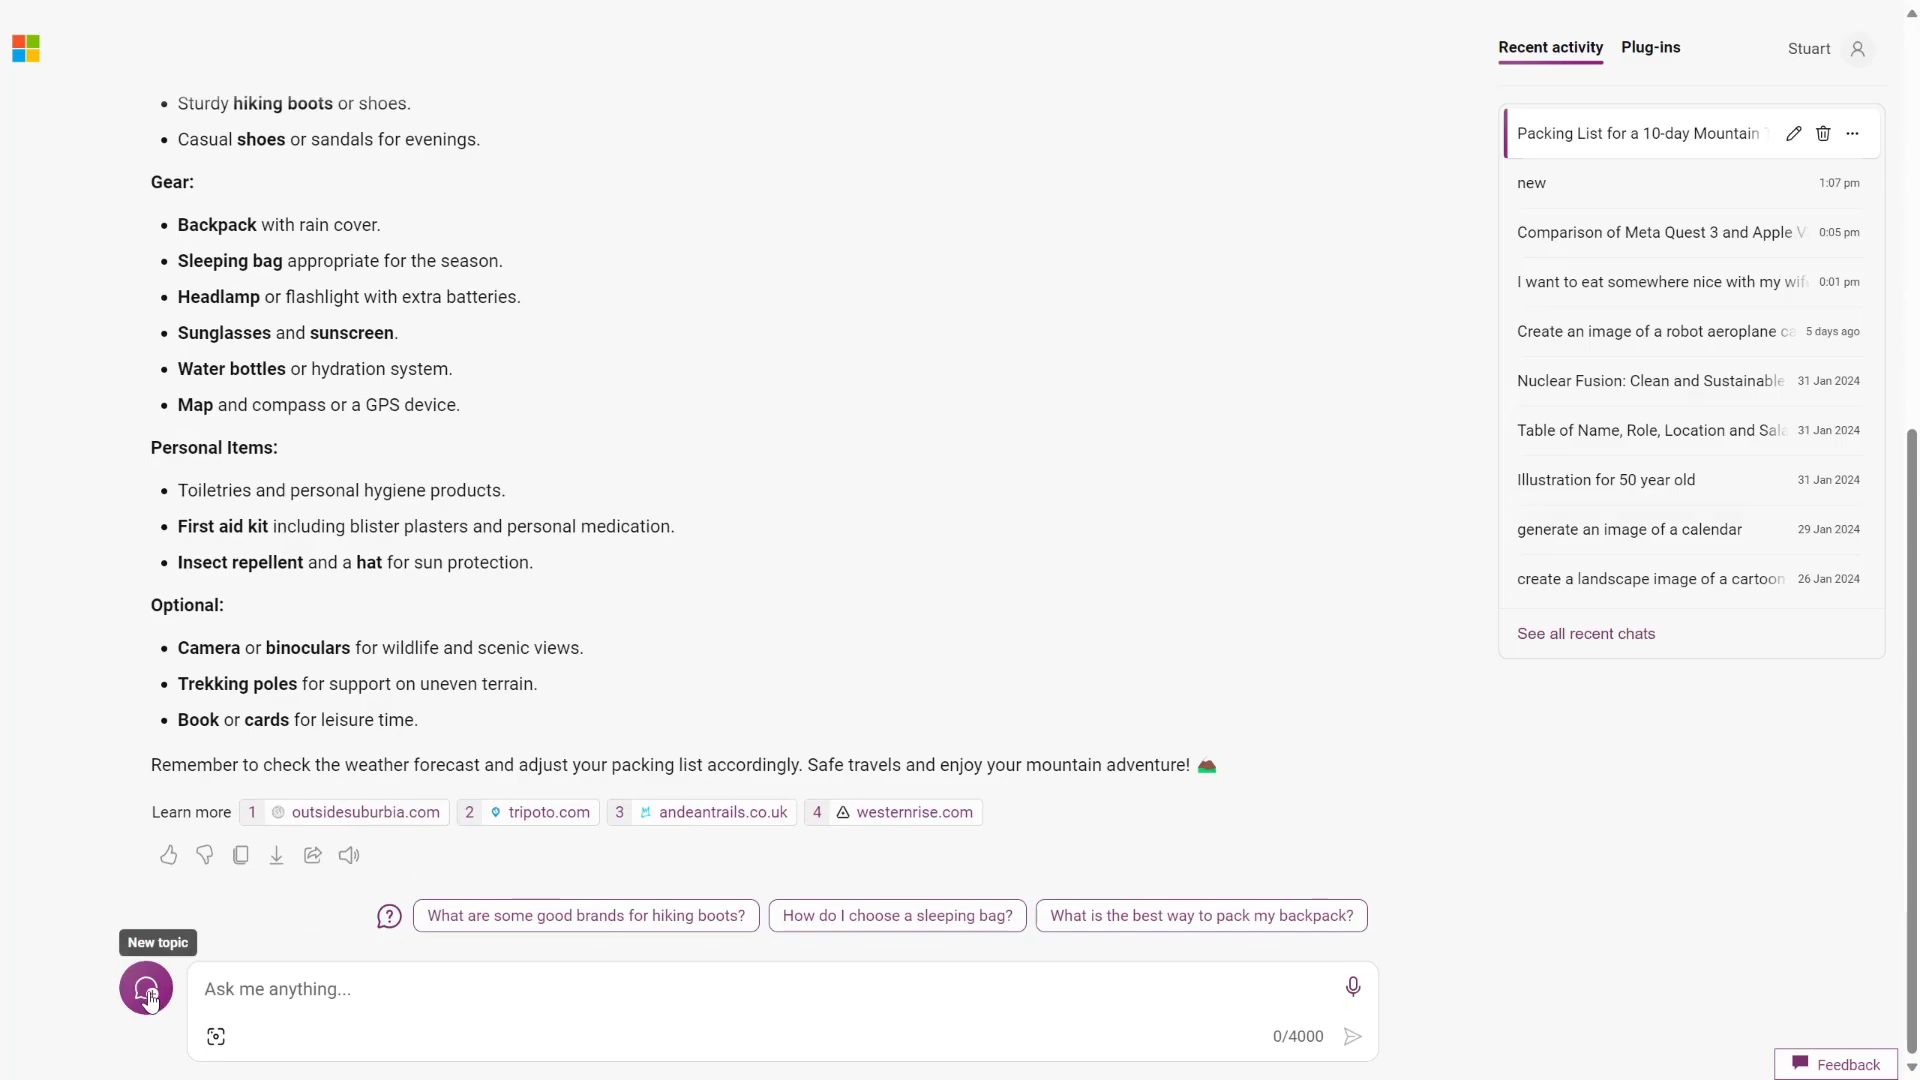 Recent activity
Plug-ins
Stuart
Sturdy hiking boots or shoes.
Casual shoes or sandals for evenings.
Gear:
Backpack with rain cover.
Sleeping bag appropriate for the season.
Headlamp or flashlight with extra batteries.
Sunglasses and sunscreen.
Water bottles or hydration system.
Map and compass or a GPS device.
Personal Items:
Toiletries and personal hygiene products.
First aid kit including blister plasters and personal medication.
Insect repellent and a hat for sun protection.
Optional:
Camera or binoculars for wildlife and scenic views.
Trekking poles for support on uneven terrain.
Book or cards for leisure time.
Remember to check the weather forecast and adjust your packing list accordingly. Safe travels and enjoy your mountain adventure!
Learn more 1 outsidesuburbia.com 2 tripoto.com 3 andeantrails.co.uk 4 westernrise.com
What are some good brands for hiking boots? How do I choose a sleeping bag? What is the best way to pack my backpack?
New topic
Ask me anything...
0/4000
Packing List for a 10-day Mountain
new 1:07 pm
Comparison of Meta Quest 3 and Apple V 0:05 pm
I want to eat somewhere nice with my wif 0:01 pm
Create an image of a robot aeroplane ca 5 days ago
Nuclear Fusion: Clean and Sustainable 31 Jan 2024
Table of Name, Role, Location and Sala 31 Jan 2024
Illustration for 50 year old 31 Jan 2024
generate an image of a calendar 29 Jan 2024
create a landscape image of a cartoon 26 Jan 2024
See all recent chats
Feedback